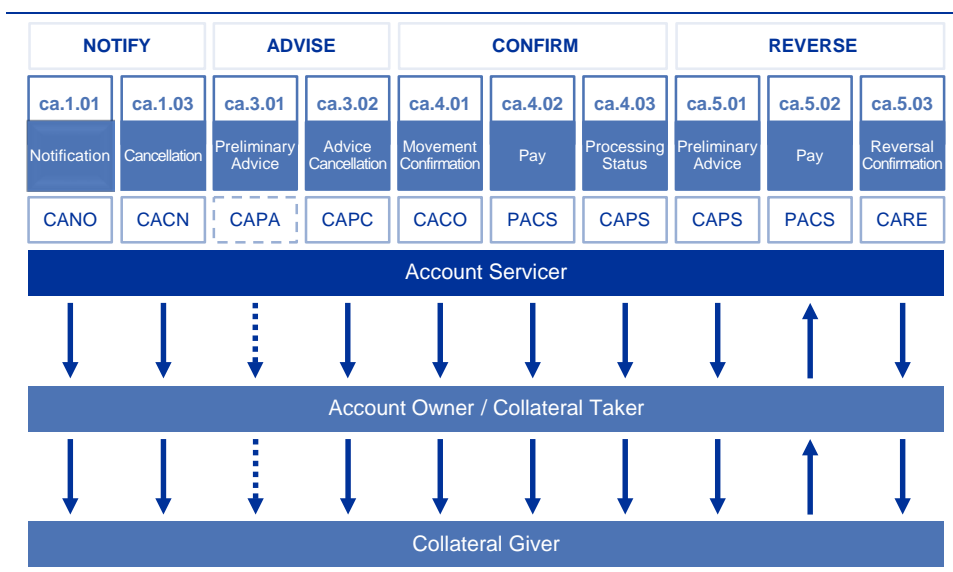 NOTIFY ADVISE CONFIRM REVERSE
ca.1.01 ca.1.03 ca.3.01 ca.3.02 ca.4.01 ca.4.02 ca.4.03 ca.5.01 ca.5.02 ca.5.03
Notification Cancellation Preliminary Advice Advice Cancellation Movement Confirmation Pay Processing Status Preliminary Advice Pay Reversal Confirmation
CANO CACN CAPA CAPC CACO PACS CAPS CAPS PACS CARE
Account Servicer
Account Owner / Collateral Taker
Collateral Giver